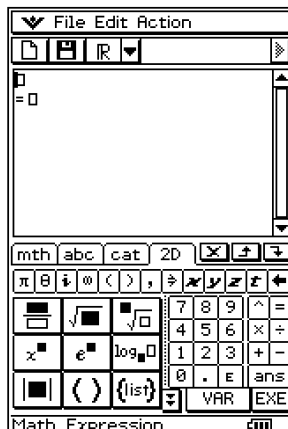 File Edit Action
R
= 
mth abc cat 2D
π θ i ∞ ( ) , ⇒ x y z t ←
√■ ■√□ 7 8 9 ^ =
4 5 6 × ÷
x■ e■ log■□ 1 2 3 + -
|■| ( ) {list} 0 . E ans
VAR EXE
Math Expression